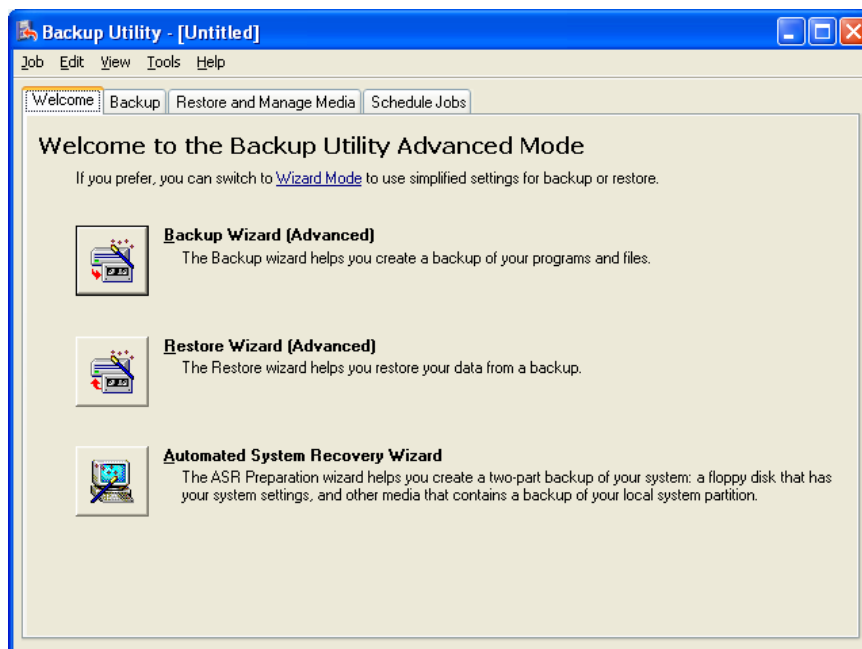 Backup Utility - [Untitled]
Job Edit View Tools Help
Welcome Backup Restore and Manage Media Schedule Jobs
Welcome to the Backup Utility Advanced Mode
If you prefer, you can switch to Wizard Mode to use simplified settings for backup or restore.
Backup Wizard (Advanced)
The Backup wizard helps you create a backup of your programs and files.
Restore Wizard (Advanced)
The Restore wizard helps you restore your data from a backup.
Automated System Recovery Wizard
The ASR Preparation wizard helps you create a two-part backup of your system: a floppy disk that has
your system settings, and other media that contains a backup of your local system partition.